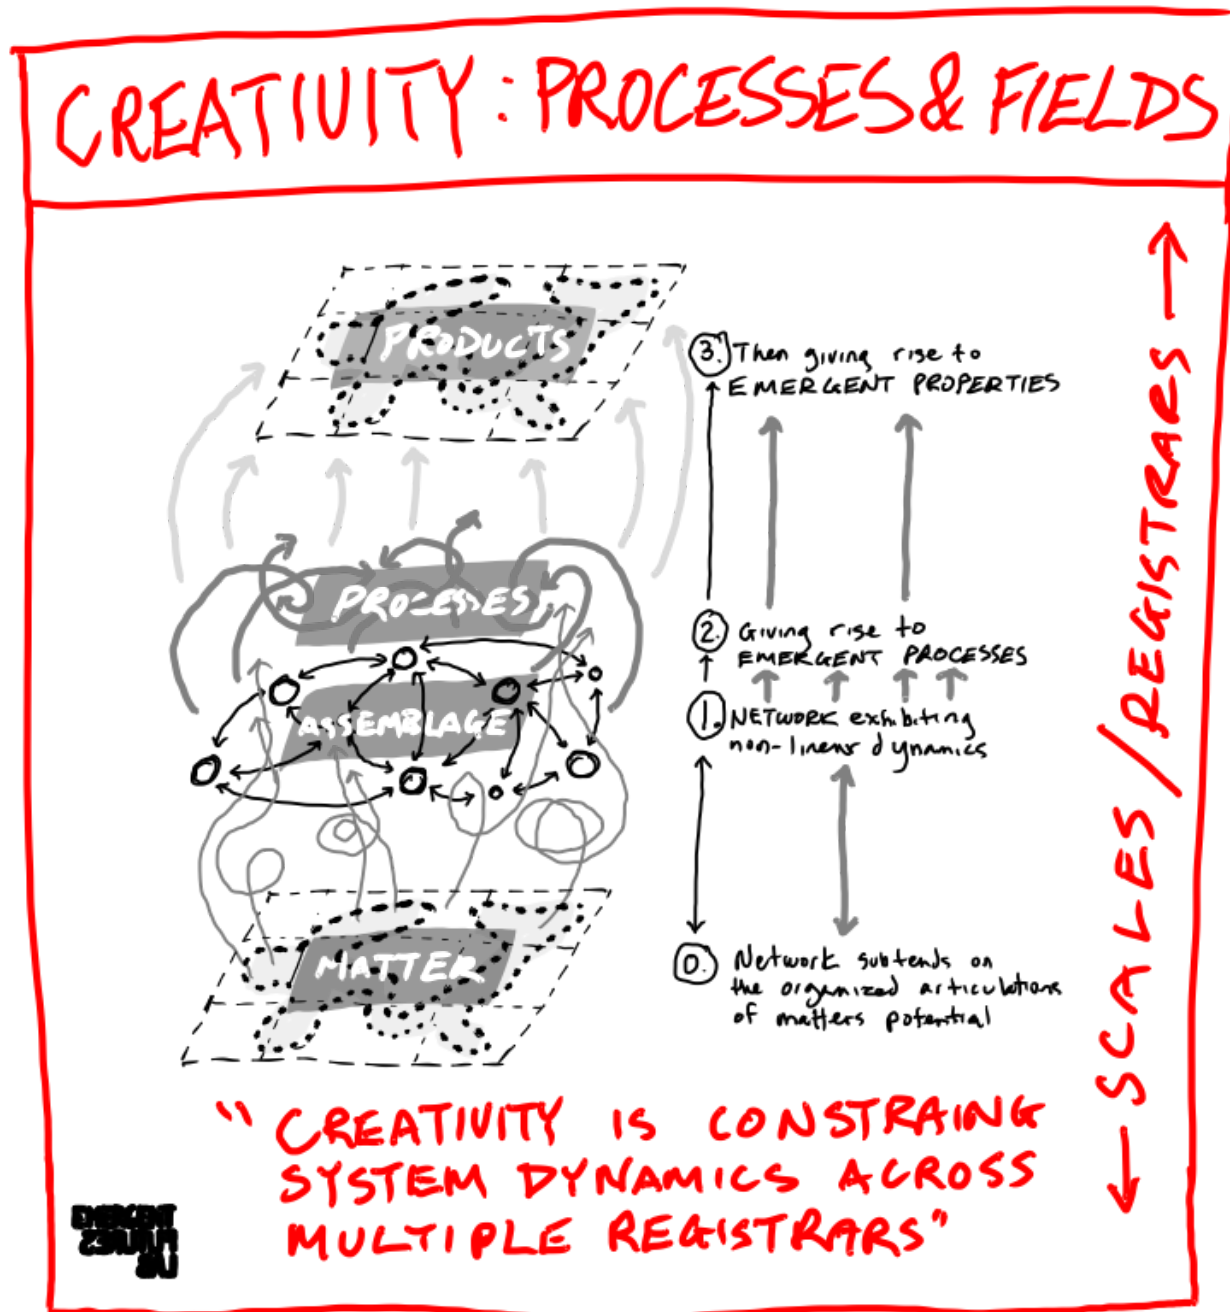 CREATIVITY: PROCESSES & FIELDS
PRODUCTS
3. Then giving rise to
EMERGENT PROPERTIES
PROCESSES
2. Giving rise to
EMERGENT PROCESSES
ASSEMBLAGE
1. NETWORK exhibiting
non-linear dynamics
MATTER
0. Network subtends on
the organized articulations
of matters potential
← SCALES/REGISTRARS →
"CREATIVITY IS CONSTRAING
SYSTEM DYNAMICS ACROSS
MULTIPLE REGISTRARS"
EMERGENT